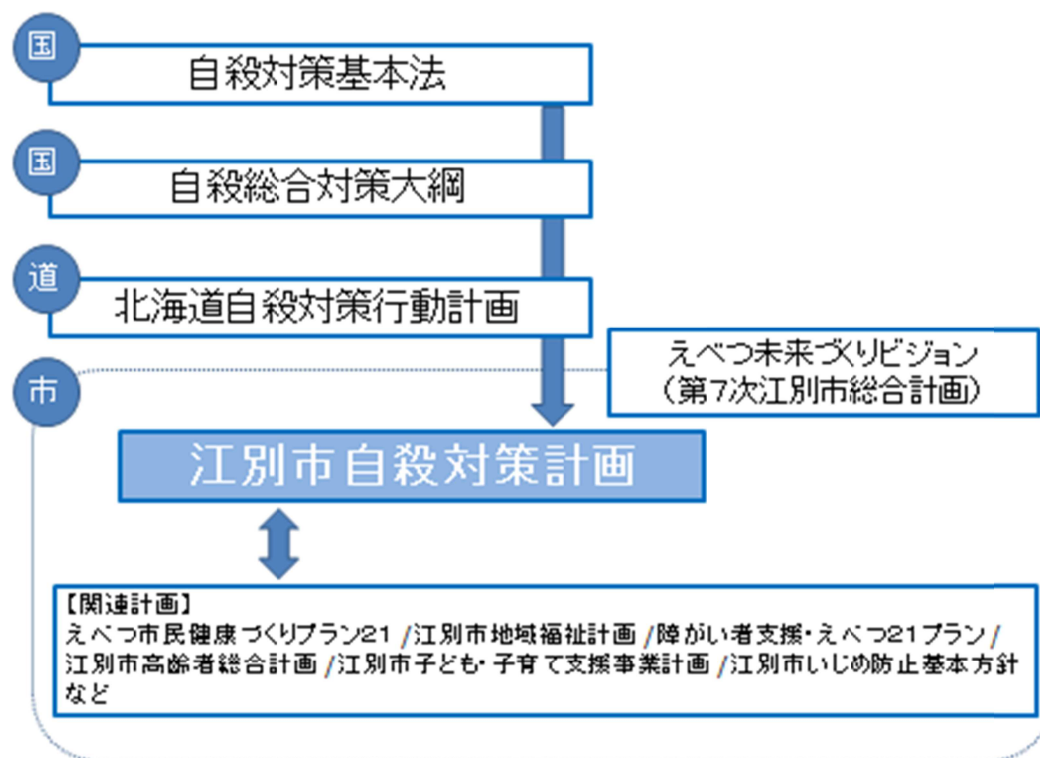 国
自殺対策基本法
国
自殺総合対策大綱
道
北海道自殺対策行動計画
えべつ未来づくりビジョン
（第7次江別市総合計画）
市
江別市自殺対策計画
【関連計画】
えべつ市民健康づくりプラン21 /江別市地域福祉計画 /障がい者支援・えべつ21プラン/
江別市高齢者総合計画 /江別市子ども・子育て支援事業計画 /江別市いじめ防止基本方針
など